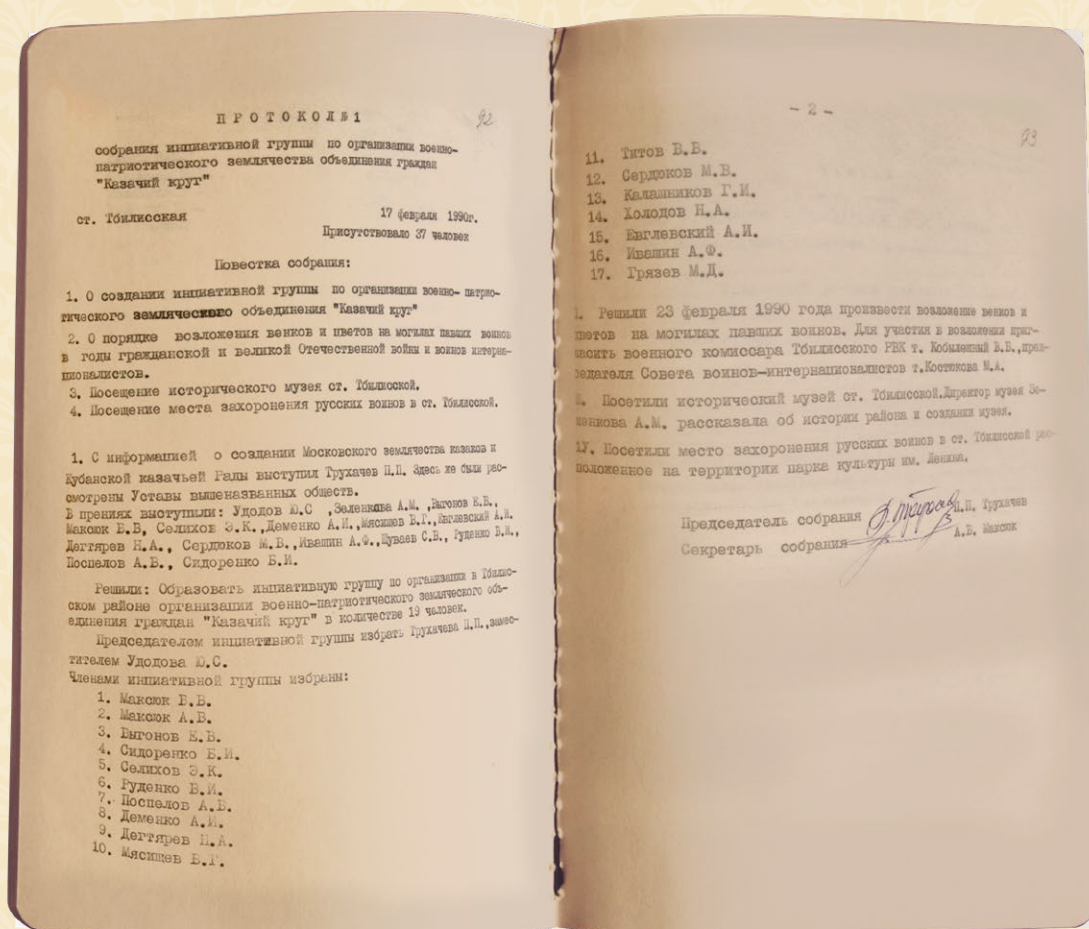 П Р О Т О К О Л № 1
92
собрания инициативной группы по организации военно-
патриотического землячества объединения граждан
"Казачий круг"
ст. Тбилисская
17 февраля 1990г.
Присутствовало 37 человек
Повестка собрания:
1. О создании инициативной группы по организации военно- патрио-
тического земляческого объединения "Казачий круг"
2. О порядке возложения венков и цветов на могилах павших воинов
в годы гражданской и великой Отечественной войны и воинов интерна-
ционалистов.
3. Посещение исторического музея ст. Тбилисской.
4. Посещение места захоронения русских воинов в ст. Тбилисской.
1. С информацией о создании Московского землячества казаков и
Кубанской казачьей Рады выступил Трухачев П.П. Здесь же были рас-
смотрены Уставы вышеназванных обществ.
В прениях выступили: Удодов Ю.С ,Зеленкова А.М. ,Выгонов Е.В.,
Максюк Б.В, Селихов Э.К.,Деменко А.И.,Мясищев В.Г.,Евглевский А.И.
Дегтярев Н.А., Сердюков М.В.,Ивашин А.Ф.,Шуваев С.В., Руденко В.И.,
Поспелов А.В., Сидоренко Б.И.
Решили: Образовать инициативную группу по организации в Тбилис-
ском районе организации военно-патриотического земляческого объ-
единения граждан "Казачий круг" в количестве 19 человек.
Председателем инициативной группы избрать Трухачева П.П.,замес-
тителем Удодова Ю.С.
Членами инициативной группы избраны:
1. Максюк Б.В.
2. Максюк А.В.
3. Выгонов Е.В.
4. Сидоренко Б.И.
5. Селихов Э.К.
6. Руденко В.И.
7. Поспелов А.В.
8. Деменко А.И.
9. Дегтярев Н.А.
10. Мясищев В.Г.
- 2 -
93
11. Титов В.В.
12. Сердюков М.В.
13. Калашников Г.И.
14. Холодов Н.А.
15. Евглевский А.И.
16. Ивашин А.Ф.
17. Грязев М.Д.
Решили 23 февраля 1990 года произвести возложение венков и
цветов на могилах павших воинов. Для участия в возложении приг-
ласить военного комиссара Тбилисского РВК т. Кобылянный В.В.,пред-
седателя Совета воинов-интернационалистов т.Костюкова М.А.
Посетили исторический музей ст. Тбилисской.Директор музея Зе-
ленкова А.М. рассказала об истории района и создании музея.
1У. Посетили место захоронения русских воинов в ст. Тбилисской рас-
положенное на территории парка культуры им. Ленина.
Председатель собрания П.П. Трухачев
Секретарь собрания А.В. Максюк